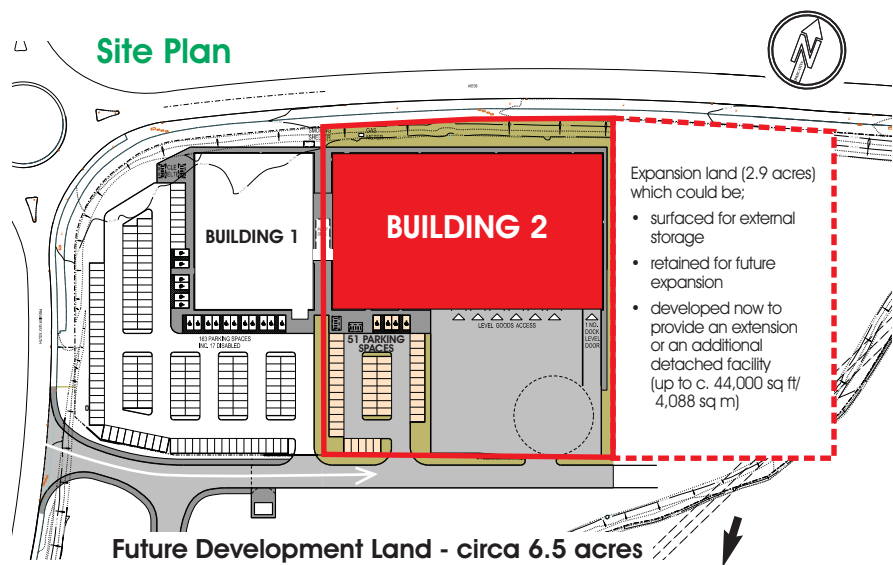 Site Plan
N
GAS
METER
Expansion land (2.9 acres)
which could be;
• surfaced for external
storage
• retained for future
expansion
• developed now to
provide an extension
or an additional
detached facility
(up to c. 44,000 sq ft/
4,088 sq m)
BUILDING 1
BUILDING 2
LEVEL GOODS ACCESS
1 NO.
DOCK
LEVEL
DOOR
163 PARKING SPACES
INC. 17 DISABLED
51 PARKING
SPACES
Future Development Land - circa 6.5 acres